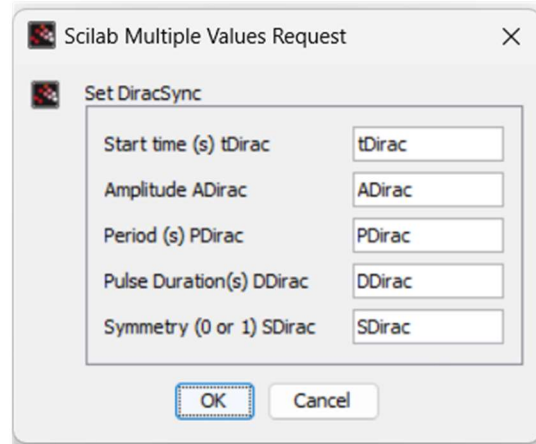 Scilab Multiple Values Request
Set DiracSync
Start time (s) tDirac tDirac
Amplitude ADirac ADirac
Period (s) PDirac PDirac
Pulse Duration(s) DDirac DDirac
Symmetry (0 or 1) SDirac SDirac
OK Cancel